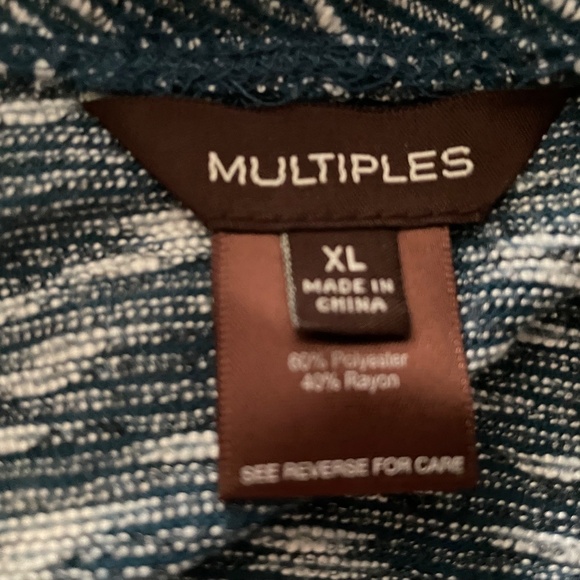 MULTIPLES
XL
MADE IN
CHINA
60% Polyester
40% Rayon
SEE REVERSE FOR CARE